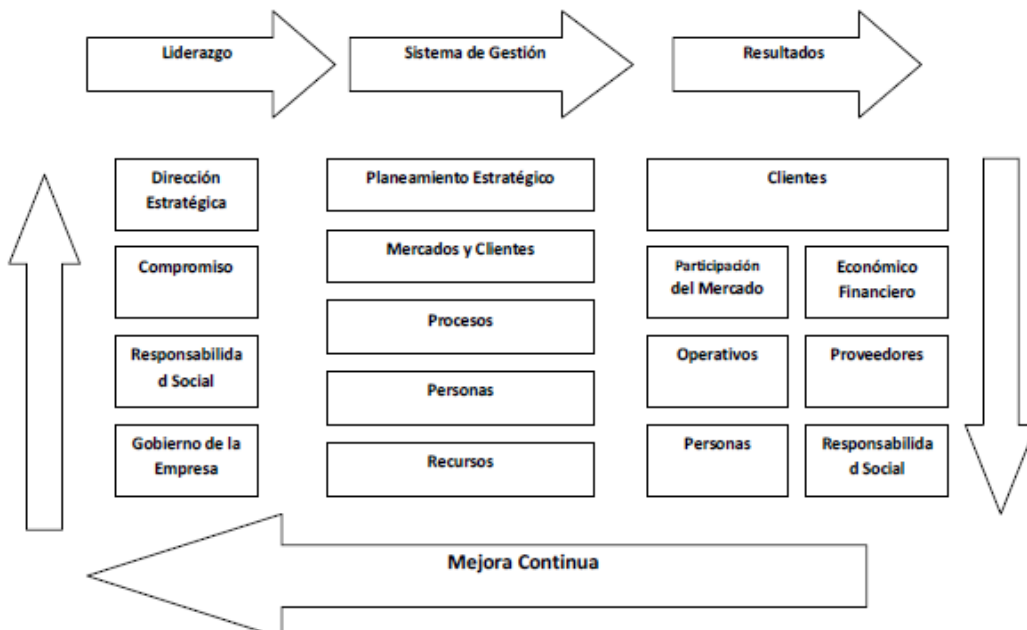 Liderazgo
Sistema de Gestión
Resultados
Dirección
Estratégica
Compromiso
Responsabilida
d Social
Gobierno de la
Empresa
Planeamiento Estratégico
Mercados y Clientes
Procesos
Personas
Recursos
Clientes
Participación
del Mercado
Económico
Financiero
Operativos
Proveedores
Personas
Responsabilida
d Social
Mejora Continua